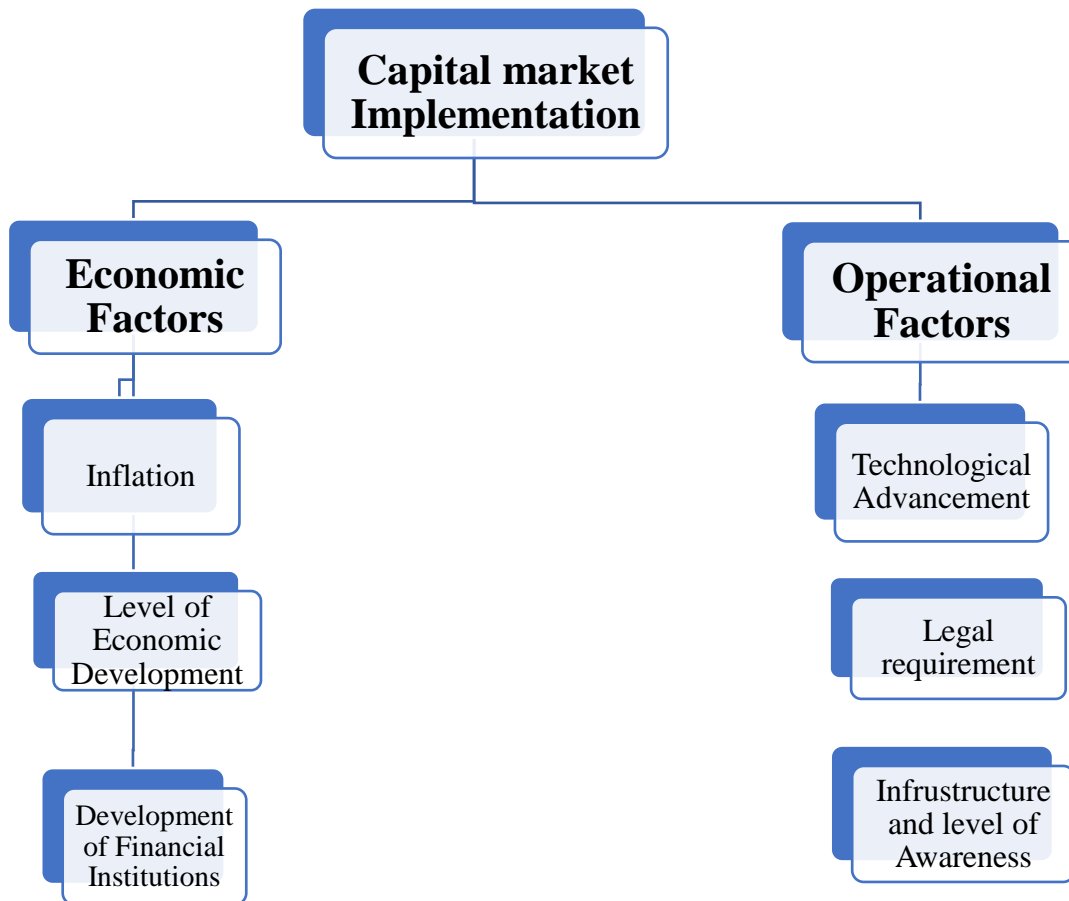 Capital market
Implementation
Economic
Factors
Operational
Factors
Inflation
Technological
Advancement
Level of
Economic
Development
Legal
requirement
Development
of Financial
Institutions
Infrustructure
and level of
Awareness